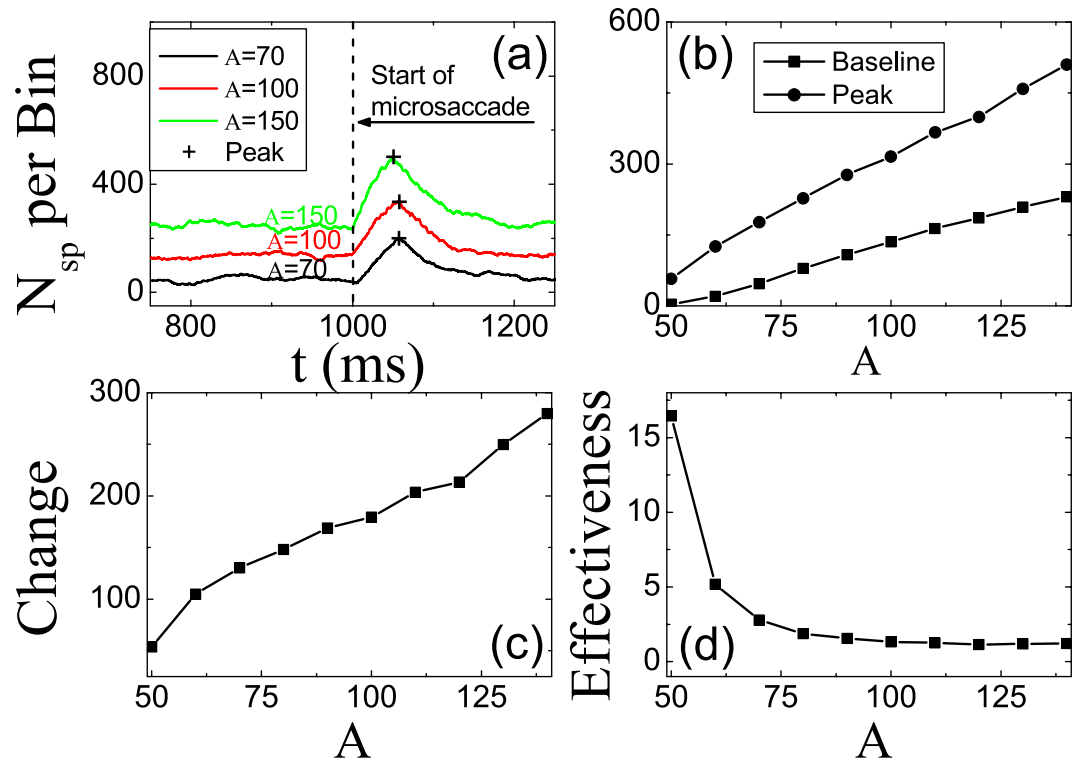 (a)
A=70
A=100
A=150
+ Peak
Start of
microsaccade
A=150
A=100
A=70
N_sp per Bin
800
400
0
800
1000
1200
t (ms)
(b)
Baseline
Peak
600
300
0
50
75
100
125
A
(c)
Change
300
200
100
50
75
100
125
A
(d)
Effectiveness
15
10
5
0
50
75
100
125
A